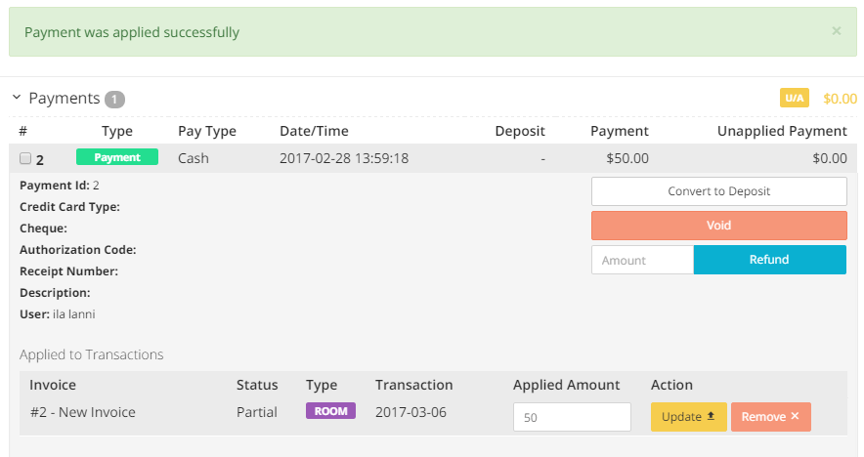 Payment was applied successfully ×
Payments 1 U/A $0.00
# Type Pay Type Date/Time Deposit Payment Unapplied Payment
2 Payment Cash 2017-02-28 13:59:18 - $50.00 $0.00
Payment Id: 2
Convert to Deposit
Credit Card Type:
Cheque:
Void
Authorization Code:
Amount Refund
Receipt Number:
Description:
User: ila Ianni
Applied to Transactions
Invoice Status Type Transaction Applied Amount Action
#2 - New Invoice Partial ROOM 2017-03-06 50 Update Remove ×